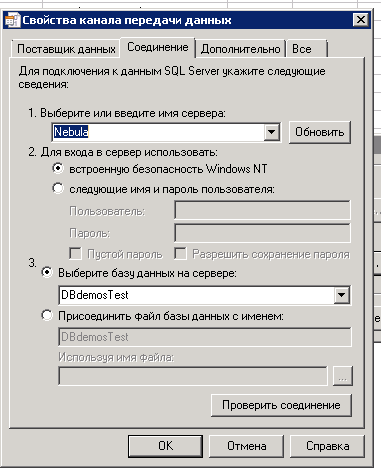 Свойства канала передачи данных
Поставщик данных Соединение Дополнительно Все
Для подключения к данным SQL Server укажите следующие
сведения:
1. Выберите или введите имя сервера:
Nebula Обновить
2. Для входа в сервер использовать:
встроенную безопасность Windows NT
следующие имя и пароль пользователя:
Пользователь:
Пароль:
Пустой пароль Разрешить сохранение пароля
3. Выберите базу данных на сервере:
DBdemosTest
Присоединить файл базы данных с именем:
DBdemosTest
Используя имя файла:
...
Проверить соединение
OK Отмена Справка